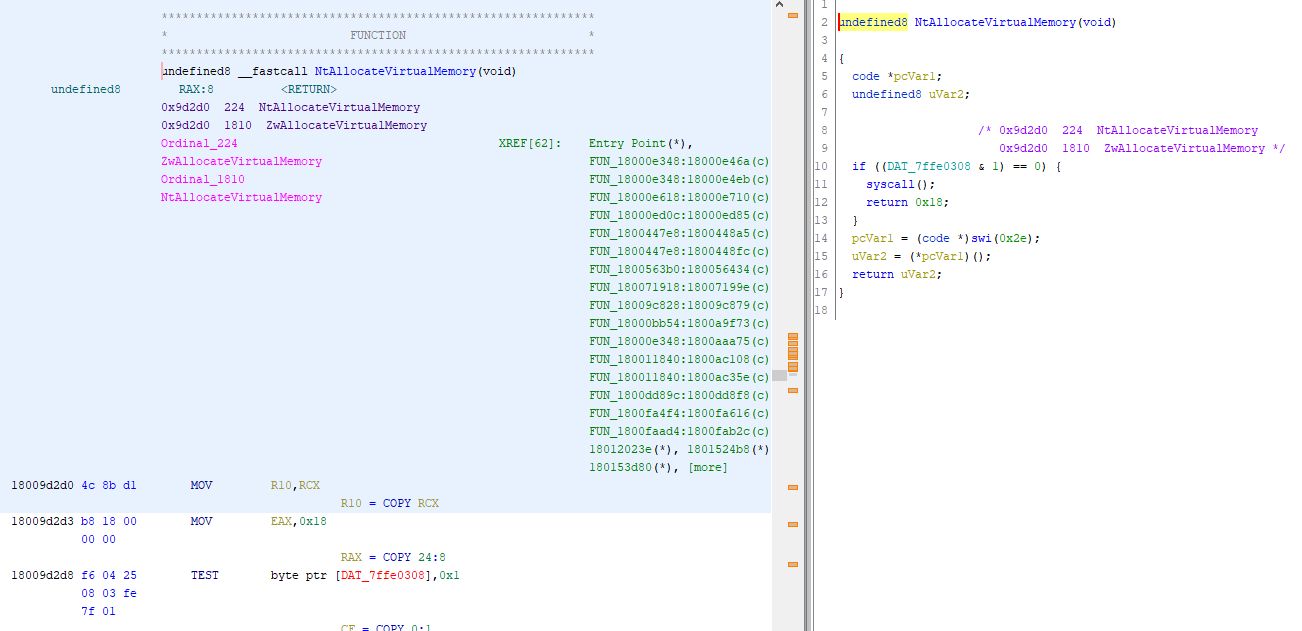 **************************************************************
* FUNCTION *
**************************************************************
undefined8 __fastcall NtAllocateVirtualMemory(void)
undefined8 RAX:8 <RETURN>
0x9d2d0 224 NtAllocateVirtualMemory
0x9d2d0 1810 ZwAllocateVirtualMemory
Ordinal_224 XREF[62]: Entry Point(*),
ZwAllocateVirtualMemory FUN_18000e348:18000e46a(c)
Ordinal_1810 FUN_18000e348:18000e4eb(c)
NtAllocateVirtualMemory FUN_18000e618:18000e710(c)
FUN_18000ed0c:18000ed85(c)
FUN_1800447e8:1800448a5(c)
FUN_1800447e8:1800448fc(c)
FUN_1800563b0:180056434(c)
FUN_180071918:18007199e(c)
FUN_18009c828:18009c879(c)
FUN_18000bb54:1800a9f73(c)
FUN_18000e348:1800aaa75(c)
FUN_180011840:1800ac108(c)
FUN_180011840:1800ac35e(c)
FUN_1800dd89c:1800dd8f8(c)
FUN_1800fa4f4:1800fa616(c)
FUN_1800faad4:1800fab2c(c)
18012023e(*), 1801524b8(*)
180153d80(*), [more]
18009d2d0 4c 8b d1 MOV R10,RCX
R10 = COPY RCX
18009d2d3 b8 18 00 MOV EAX,0x18
00 00
RAX = COPY 24:8
18009d2d8 f6 04 25 TEST byte ptr [DAT_7ffe0308],0x1
08 03 fe
7f 01
CF = COPY 0:1
1
2 undefined8 NtAllocateVirtualMemory(void)
3
4 {
5 code *pcVar1;
6 undefined8 uVar2;
7
8 /* 0x9d2d0 224 NtAllocateVirtualMemory
9 0x9d2d0 1810 ZwAllocateVirtualMemory */
10 if ((DAT_7ffe0308 & 1) == 0) {
11 syscall();
12 return 0x18;
13 }
14 pcVar1 = (code *)swi(0x2e);
15 uVar2 = (*pcVar1)();
16 return uVar2;
17 }
18